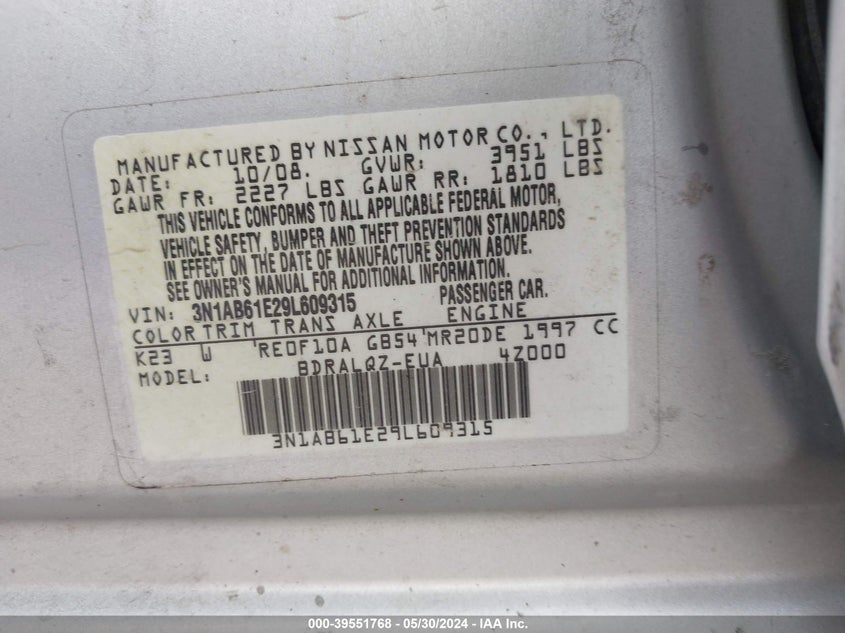 MANUFACTURED BY NISSAN MOTOR CO., LTD.
DATE: 10/08. GVWR: 3951 LBS
GAWR FR: 2227 LBS GAWR RR: 1810 LBS
THIS VEHICLE CONFORMS TO ALL APPLICABLE FEDERAL MOTOR,
VEHICLE SAFETY, BUMPER AND THEFT PREVENTION STANDARDS
IN EFFECT ON THE DATE OF MANUFACTURE SHOWN ABOVE.
SEE OWNER'S MANUAL FOR ADDITIONAL INFORMATION.
VIN: 3N1AB61E29L609315 PASSENGER CAR.
COLOR TRIM TRANS AXLE ENGINE
K23 W 'RE0F10A GB54'MR20DE 1997 CC
MODEL: BDRALQZ-EUA 4Z000
3N1AB61E29L609315
000-39551768 - 05/30/2024 - IAA